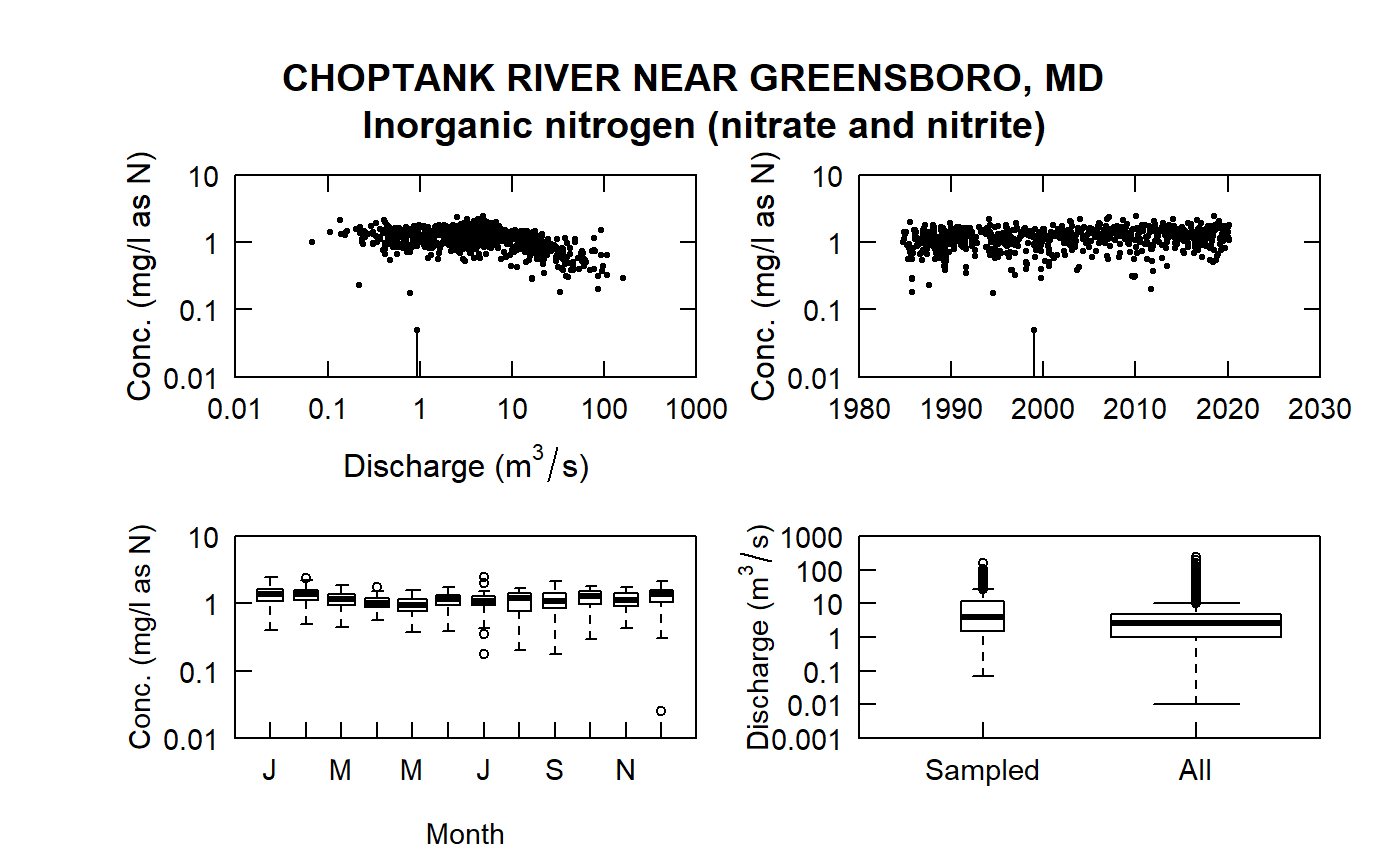 CHOPTANK RIVER NEAR GREENSBORO, MD
Inorganic nitrogen (nitrate and nitrite)
Conc. (mg/l as N)
10
1
0.1
0.01
0.01 0.1 1 10 100 1000
Discharge (m³/s)
Conc. (mg/l as N)
10
1
0.1
0.01
1980 1990 2000 2010 2020 2030
Conc. (mg/l as N)
10
1
0.1
0.01
J M M J S N
Month
Discharge (m³/s)
1000
100
10
1
0.1
0.01
0.001
Sampled All